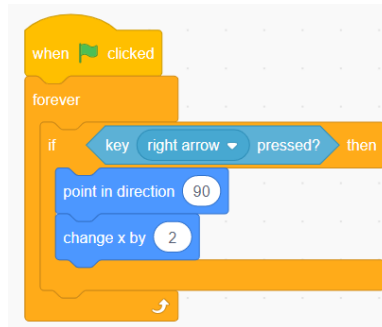 when clicked
forever
if key right arrow pressed? then
point in direction 90
change x by 2